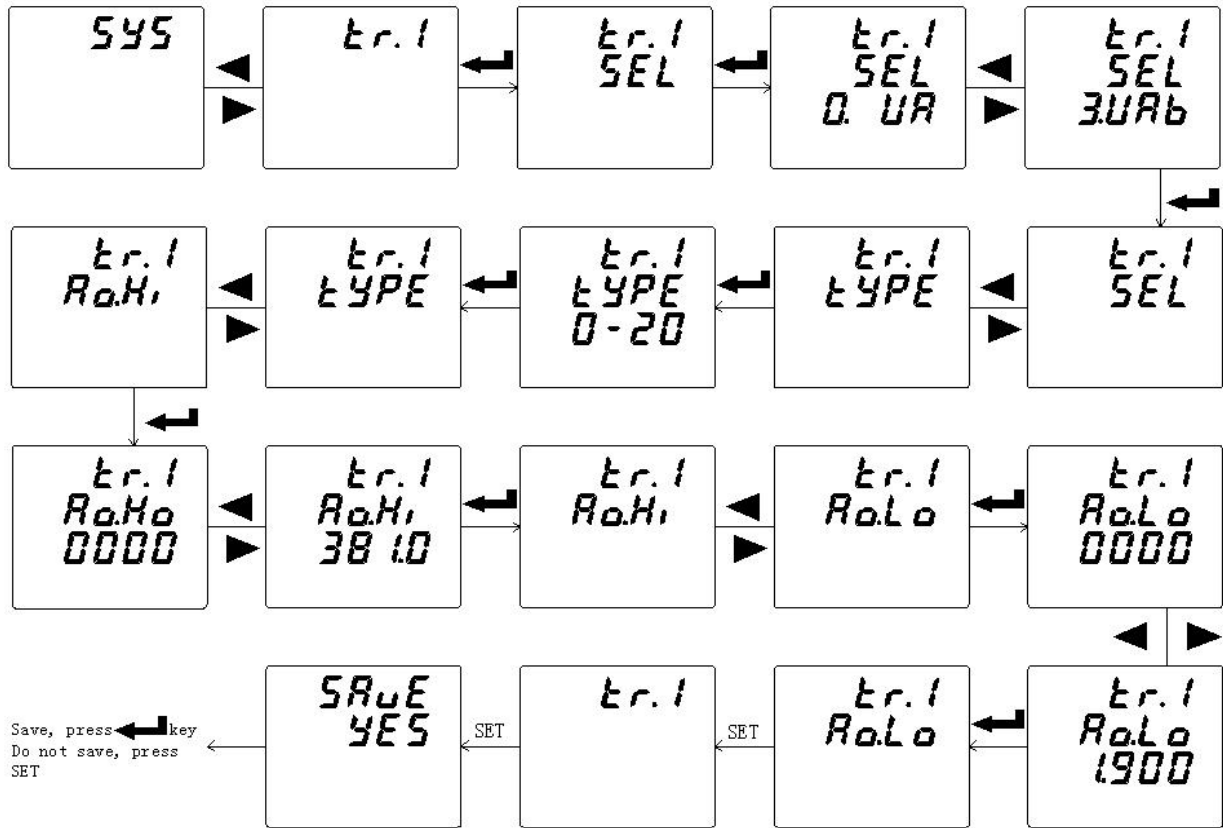 SYS
tr.1
tr.1
SEL
tr.1
SEL
0. UA
tr.1
SEL
3.UAb
tr.1
Ao.Hi
tr.1
tYPE
tr.1
tYPE
0-20
tr.1
tYPE
tr.1
SEL
tr.1
Ao.Ho
0000
tr.1
Ao.Hi
381.0
tr.1
Ao.Hi
tr.1
Ao.Lo
tr.1
Ao.Lo
0000
Save, press key
Do not save, press
SET
SAvE
YES
SET
tr.1
SET
tr.1
Ao.Lo
tr.1
Ao.Lo
1.900